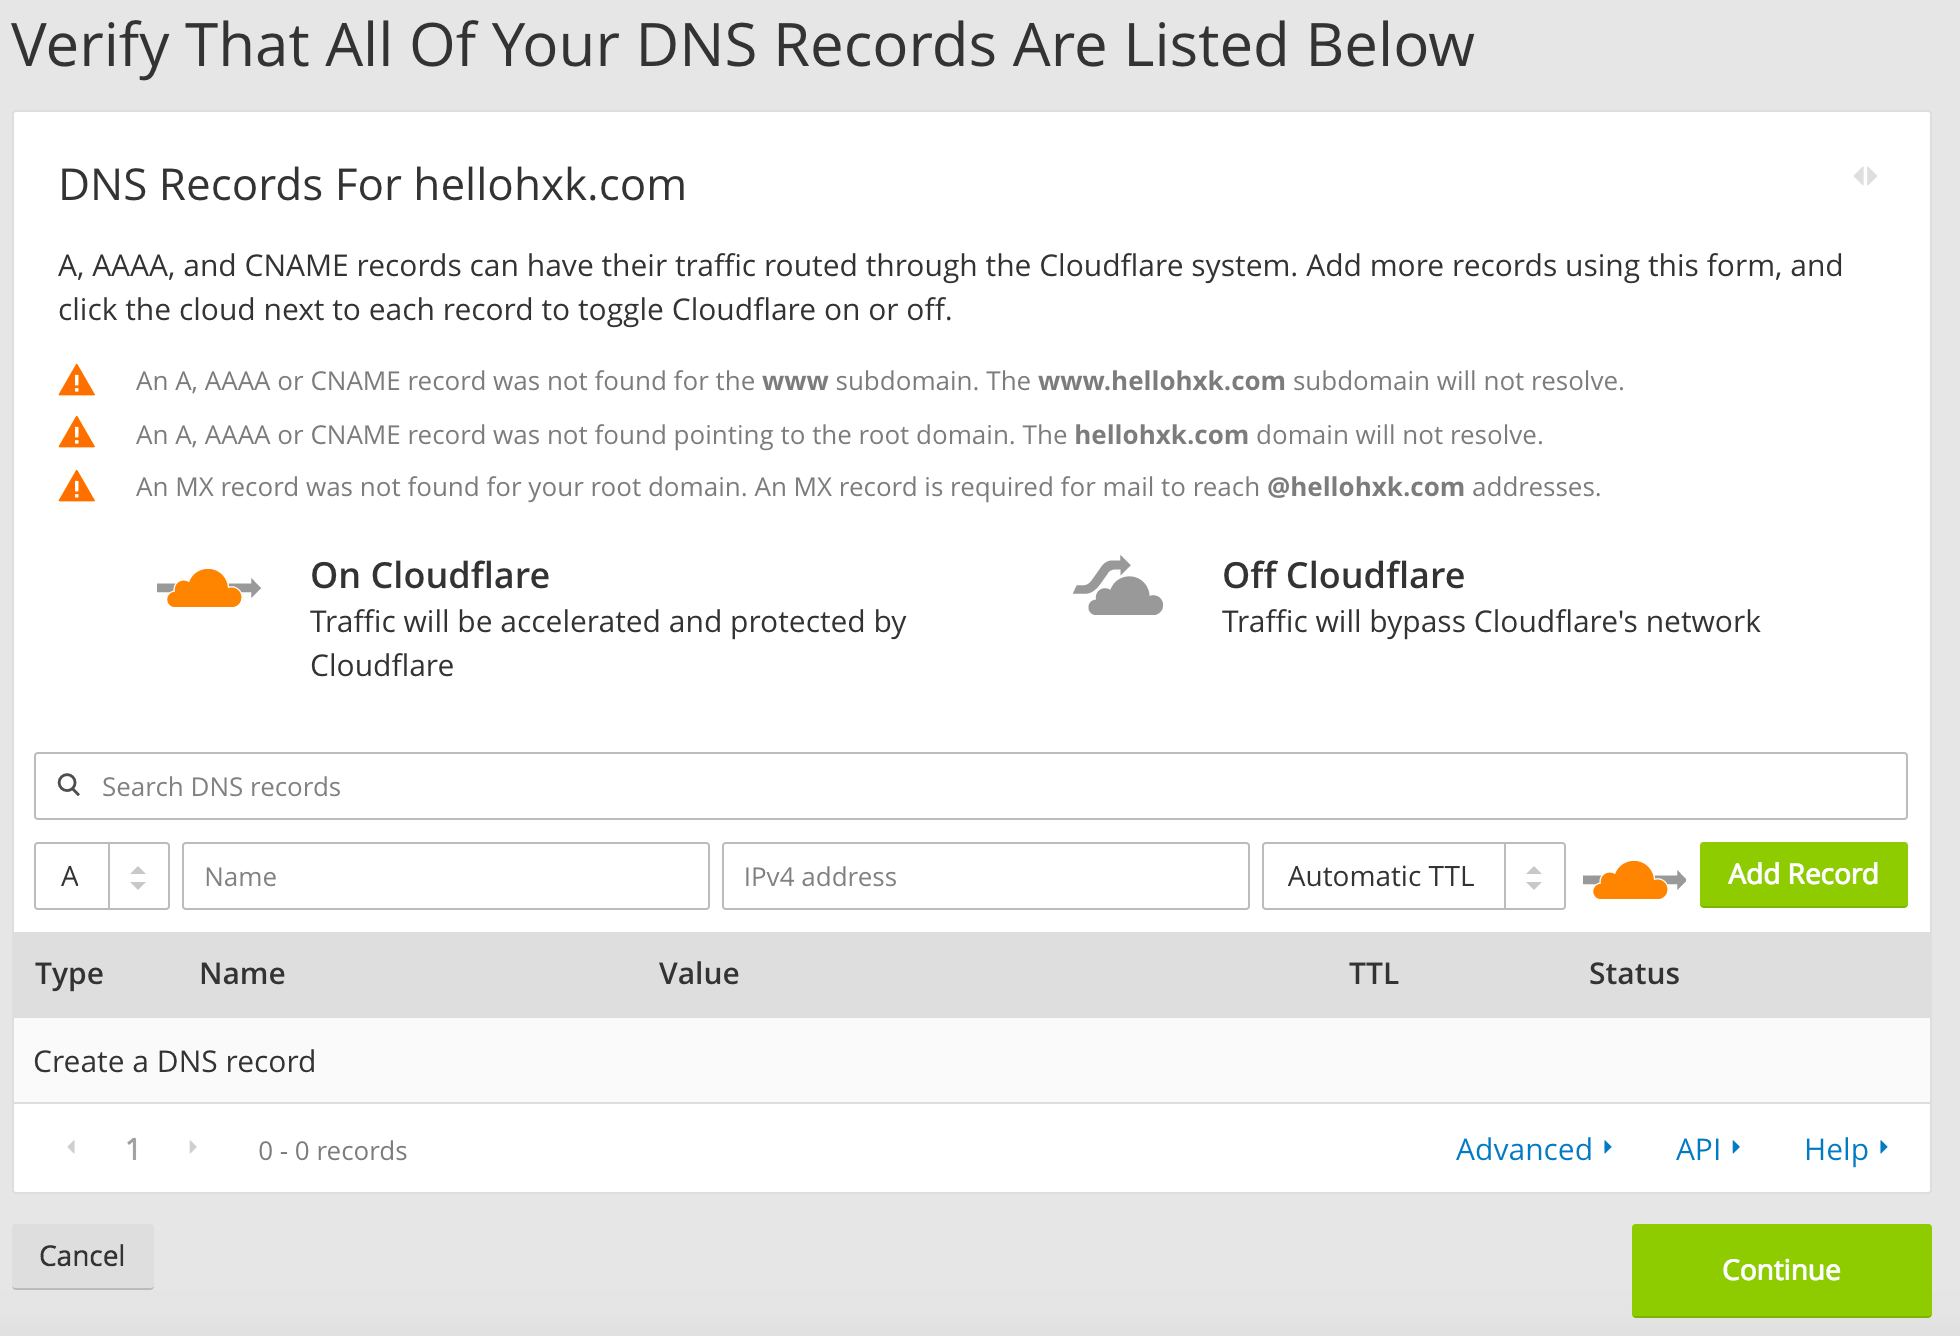 Verify That All Of Your DNS Records Are Listed Below
DNS Records For hellohxk.com
A, AAAA, and CNAME records can have their traffic routed through the Cloudflare system. Add more records using this form, and
click the cloud next to each record to toggle Cloudflare on or off.
An A, AAAA or CNAME record was not found for the www subdomain. The www.hellohxk.com subdomain will not resolve.
An A, AAAA or CNAME record was not found pointing to the root domain. The hellohxk.com domain will not resolve.
An MX record was not found for your root domain. An MX record is required for mail to reach @hellohxk.com addresses.
On Cloudflare
Traffic will be accelerated and protected by
Cloudflare
Off Cloudflare
Traffic will bypass Cloudflare's network
Search DNS records
A Name IPv4 address Automatic TTL Add Record
Type Name Value TTL Status
Create a DNS record
1 0 - 0 records Advanced API Help
Cancel Continue